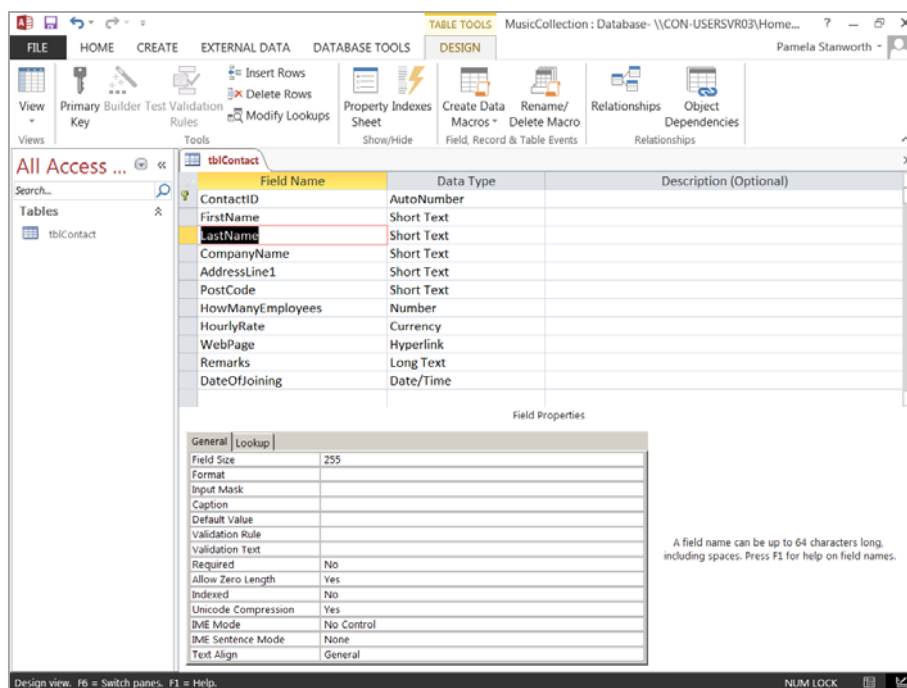 TABLE TOOLS MusicCollection : Database- \\CON-USERSVR03\Home... ?
FILE HOME CREATE EXTERNAL DATA DATABASE TOOLS DESIGN Pamela Stanworth
View
Primary Key
Builder
Test Validation Rules
Insert Rows
Delete Rows
Modify Lookups
Property Sheet
Indexes
Create Data Macros
Rename/ Delete Macro
Relationships
Object Dependencies
Views Tools Show/Hide Field, Record & Table Events Relationships
All Access ... «
Search...
Tables
tblContact
tblContact
Field Name Data Type Description (Optional)
ContactID AutoNumber
FirstName Short Text
LastName Short Text
CompanyName Short Text
AddressLine1 Short Text
PostCode Short Text
HowManyEmployees Number
HourlyRate Currency
WebPage Hyperlink
Remarks Long Text
DateOfJoining Date/Time
Field Properties
General Lookup
Field Size 255
Format
Input Mask
Caption
Default Value
Validation Rule
Validation Text
Required No
Allow Zero Length Yes
Indexed No
Unicode Compression Yes
IME Mode No Control
IME Sentence Mode None
Text Align General
A field name can be up to 64 characters long,
including spaces. Press F1 for help on field names.
Design view. F6 = Switch panes. F1 = Help. NUM LOCK